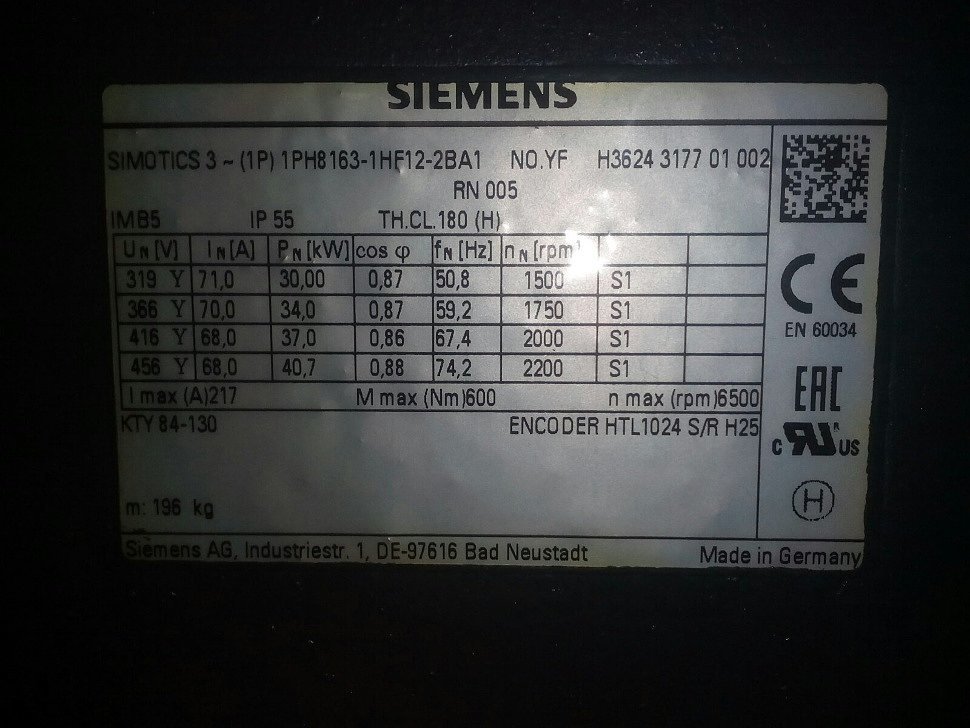 SIEMENS
SIMOTICS 3 ~ (1P) 1PH8163-1HF12-2BA1 NO.YF H3624 3177 01 002
RN 005
IM B5 IP 55 TH.CL.180 (H)
UN [V] IN [A] PN [kW] cos φ fN [Hz] nN [rpm]
319 Y 71,0 30,00 0,87 50,8 1500 S1
366 Y 70,0 34,0 0,87 59,2 1750 S1
416 Y 68,0 37,0 0,86 67,4 2000 S1
456 Y 68,0 40,7 0,88 74,2 2200 S1
I max (A)217 M max (Nm)600 n max (rpm)6500
KTY 84-130 ENCODER HTL1024 S/R H25
m: 196 kg
Siemens AG, Industriestr. 1, DE-97616 Bad Neustadt Made in Germany
CE
EN 60034
EAC
c RU US
H